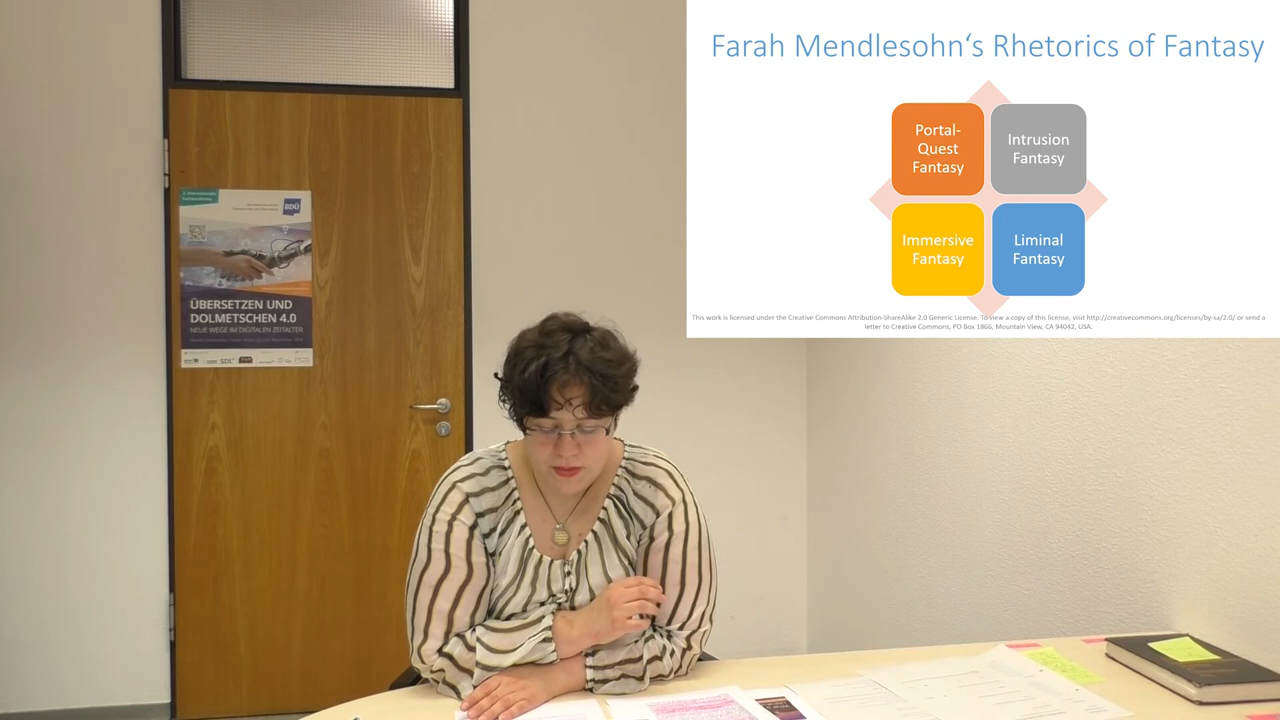 Farah Mendlesohn‘s Rhetorics of Fantasy
Portal-
Quest
Fantasy
Intrusion
Fantasy
Immersive
Fantasy
Liminal
Fantasy
This work is licensed under the Creative Commons Attribution-ShareAlike 2.0 Generic License. To view a copy of this license, visit http://creativecommons.org/licenses/by-sa/2.0/ or send a
letter to Creative Commons, PO Box 1866, Mountain View, CA 94042, USA.
BDÜ
ÜBERSETZEN UND
DOLMETSCHEN 4.0
NEUE WEGE IM DIGITALEN ZEITALTER
SDL